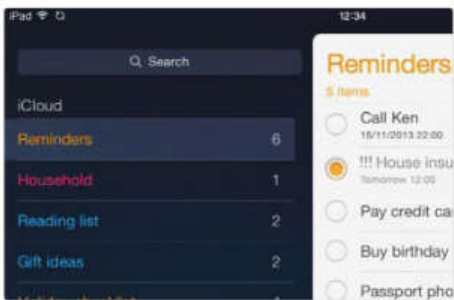 iPad
12:34
Search
iCloud
Reminders 6
Household 1
Reading list 2
Gift ideas 2
Reminders
5 items
Call Ken
16/11/2013 22:00
!!! House insu
Tomorrow 12:00
Pay credit ca
Buy birthday
Passport pho